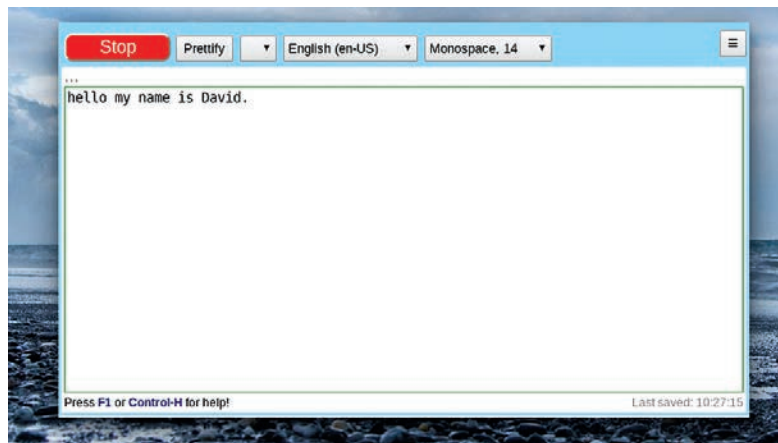 Stop Prettify English (en-US) Monospace, 14
...
hello my name is David.
Press F1 or Control-H for help! Last saved: 10:27:15